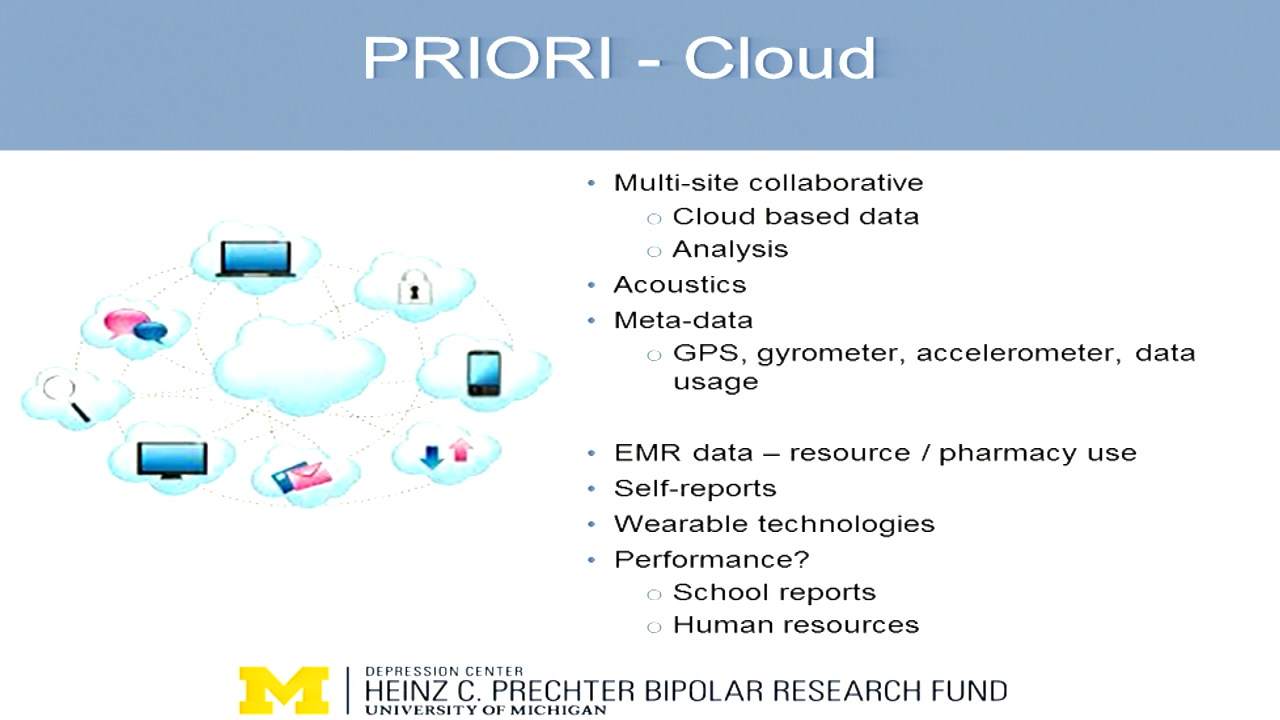 PRIORI - Cloud
• Multi-site collaborative
○ Cloud based data
○ Analysis
• Acoustics
• Meta-data
○ GPS, gyrometer, accelerometer, data
usage
• EMR data – resource / pharmacy use
• Self-reports
• Wearable technologies
• Performance?
○ School reports
○ Human resources
M
DEPRESSION CENTER
HEINZ C. PRECHTER BIPOLAR RESEARCH FUND
UNIVERSITY OF MICHIGAN